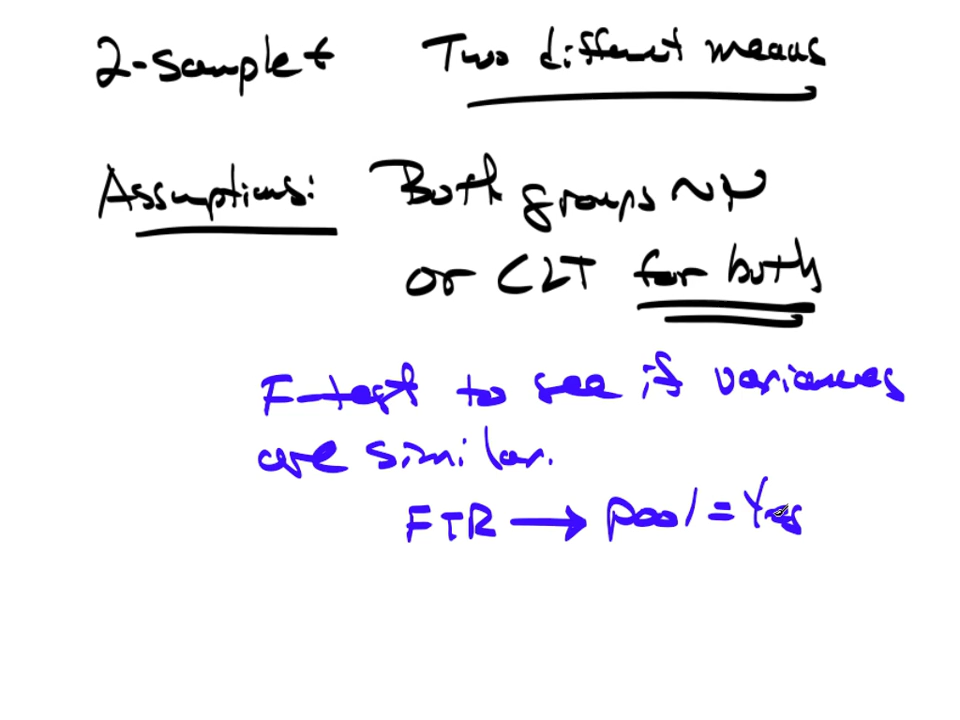 2-sample t Two different means
Assumptions: Both groups ~ N
or CLT for both
F-test to see if variances
are similar.
FTR → Pool = Yes